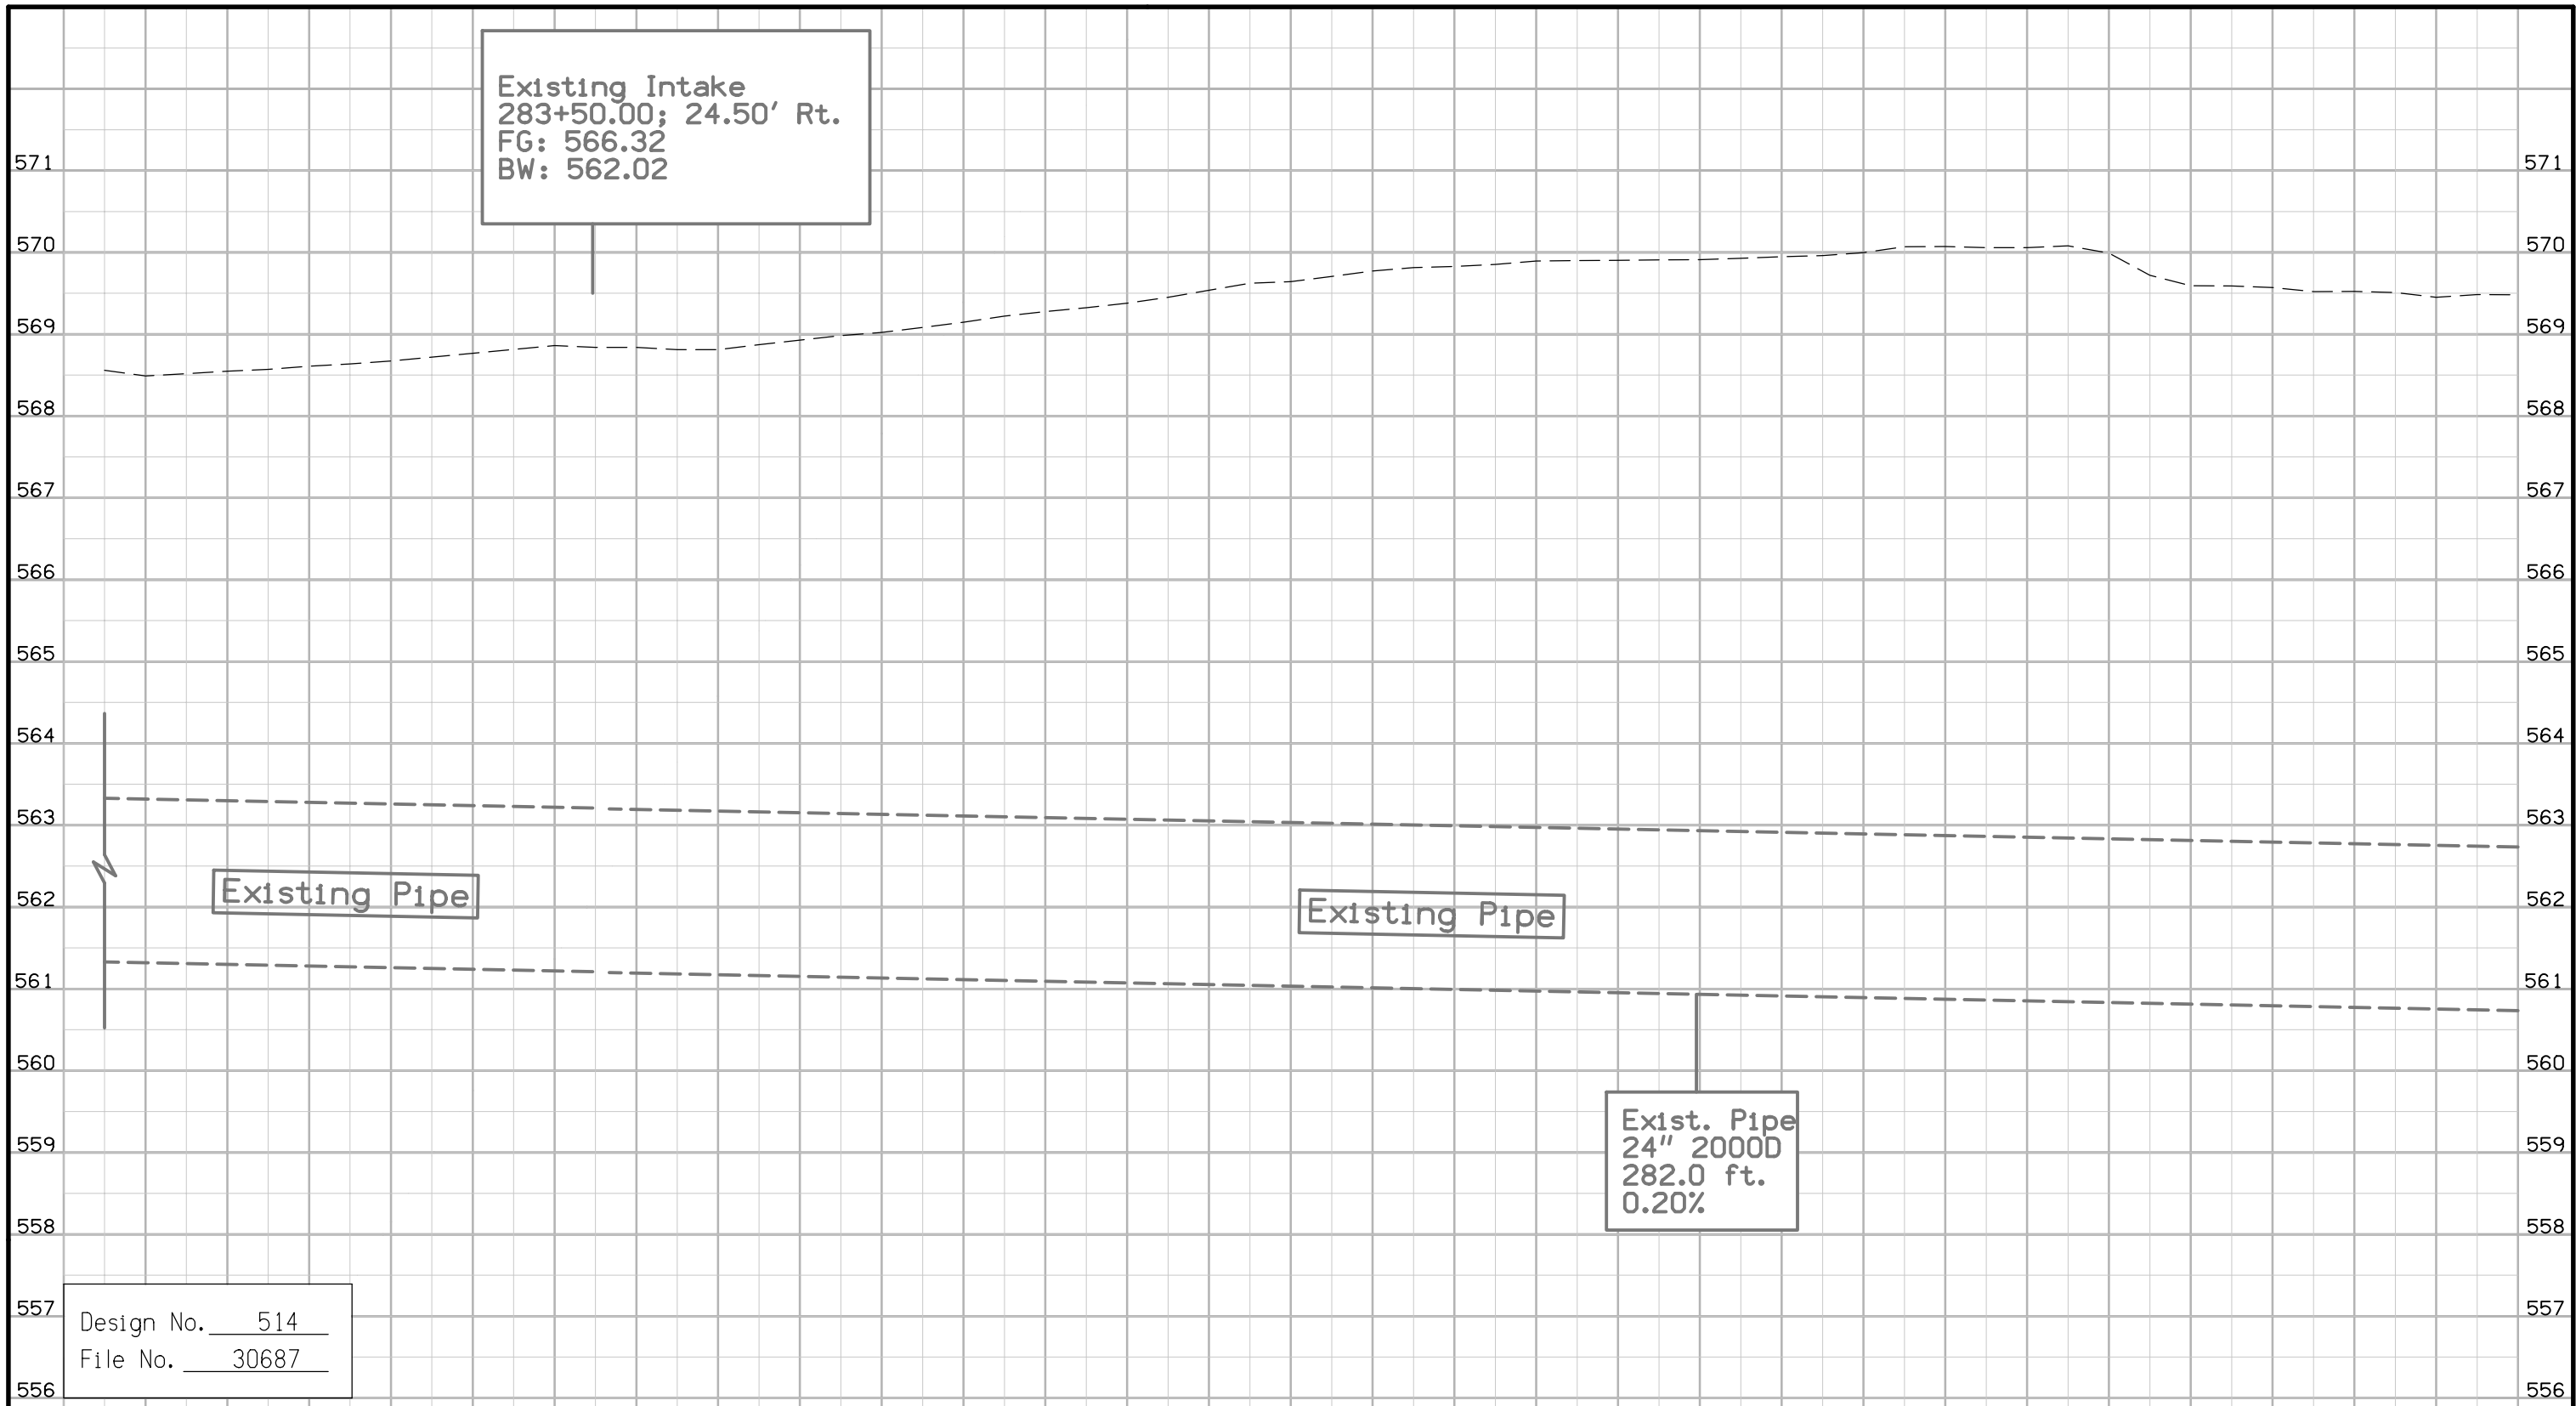 Existing Intake
283+50.00; 24.50' Rt.
FG: 566.32
BW: 562.02
571 571
570 570
569 569
568 568
567 567
566 566
565 565
564 564
563 563
Existing Pipe
562 562
Existing Pipe
561 561
560 560
Exist. Pipe
559 559
24" 2000D
282.0 ft.
0.20%
558 558
557 557
Design No. 514
File No. 30687
556 556